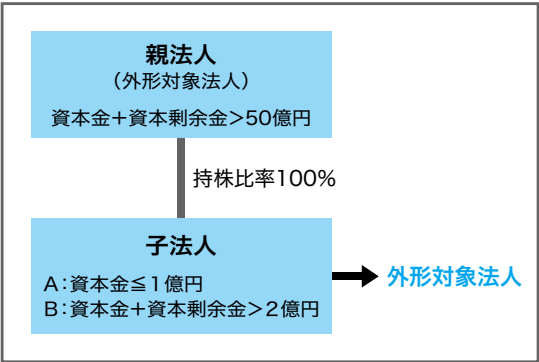 親法人
（外形対象法人）
資本金＋資本剰余金>50億円
持株比率100%
子法人
A：資本金≦1億円
B：資本金＋資本剰余金>2億円
外形対象法人